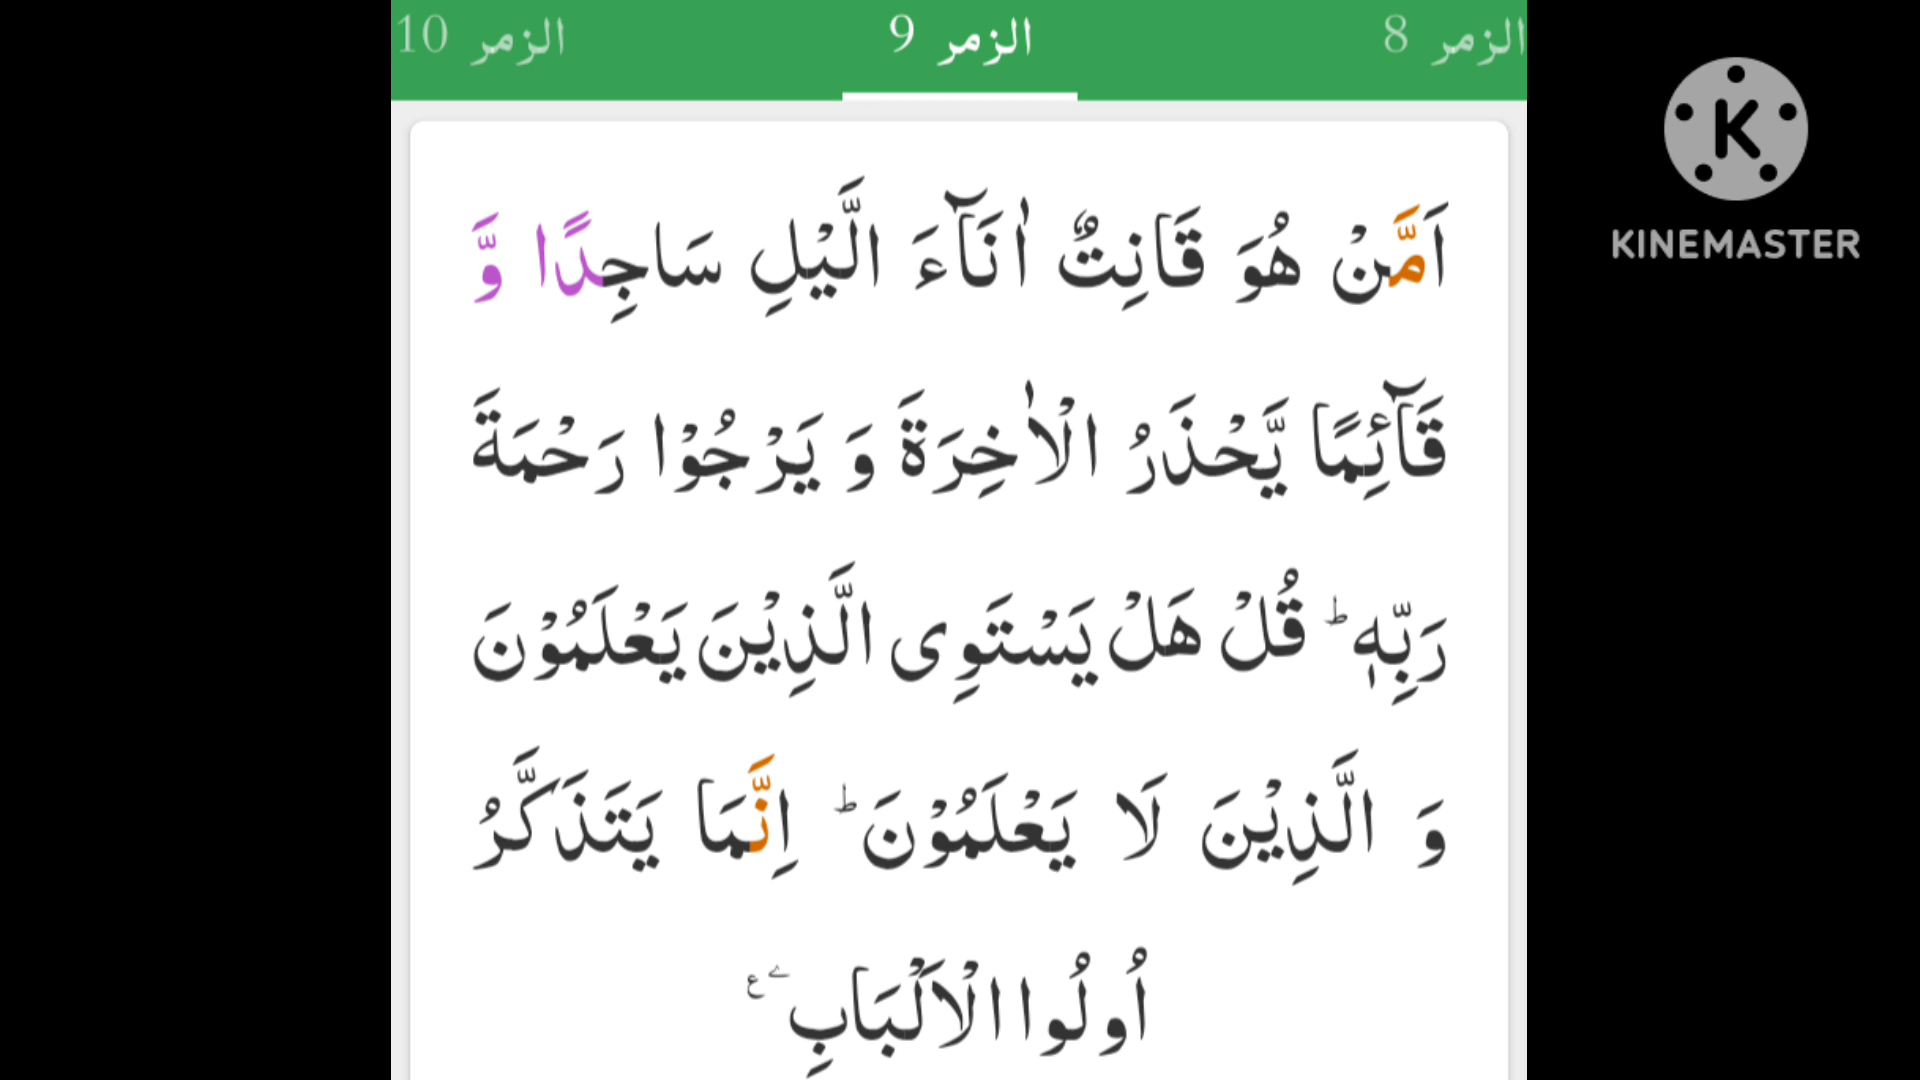 الزمر 8
الزمر 9
الزمر 10
KINEMASTER
اَمَّنْ هُوَ قَانِتٌ اٰنَآءَ الَّيْلِ سَاجِدًا وَّ
قَآئِمًا يَّحْذَرُ الْاٰخِرَةَ وَ يَرْجُوْا رَحْمَةَ
رَبِّهٖ ؕ قُلْ هَلْ يَسْتَوِى الَّذِيْنَ يَعْلَمُوْنَ
وَ الَّذِيْنَ لَا يَعْلَمُوْنَ ؕ اِنَّمَا يَتَذَكَّرُ
اُولُوا الْاَلْبَابِ ۧ